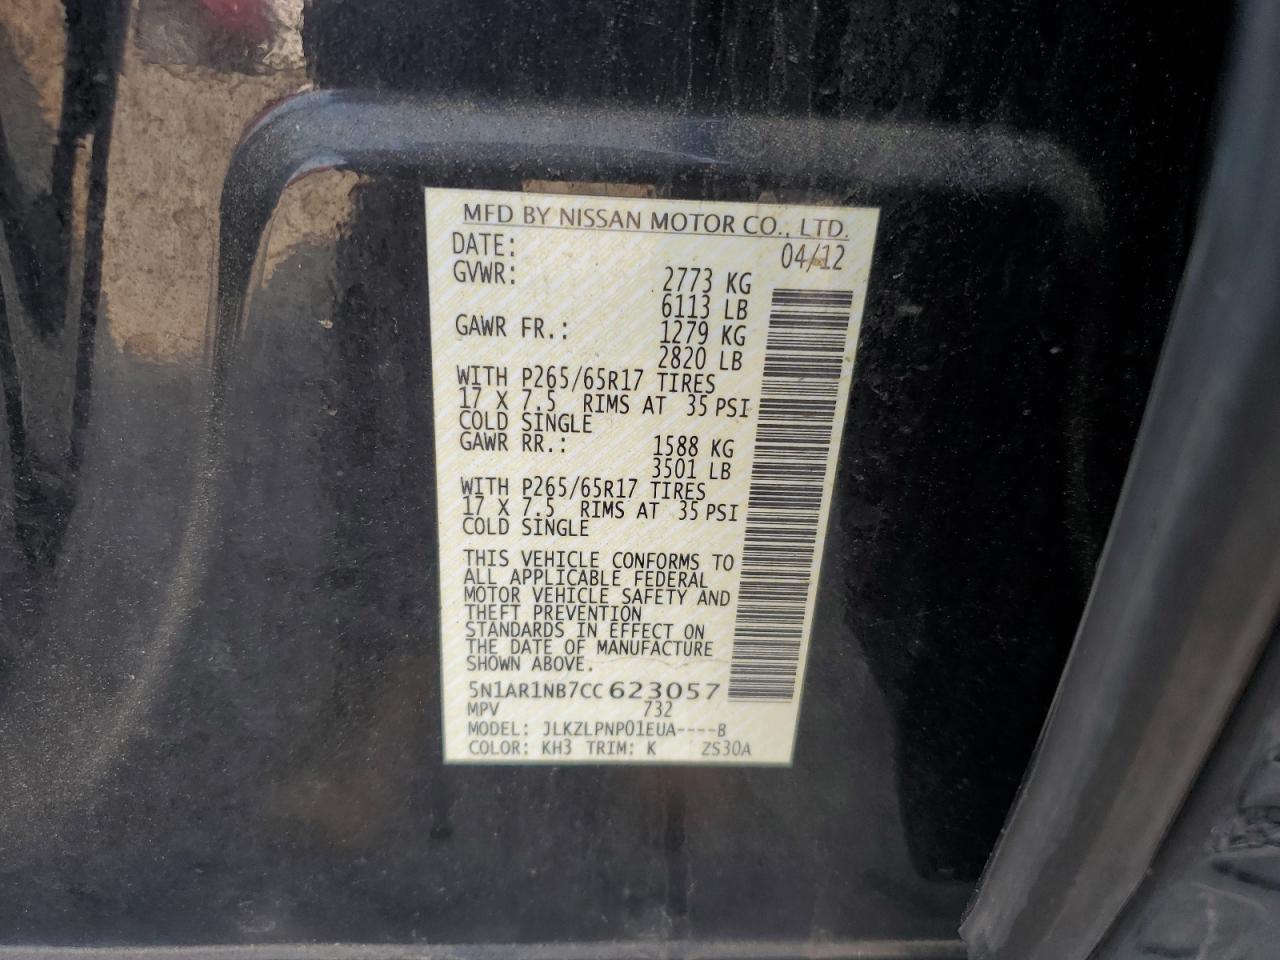 MFD BY NISSAN MOTOR CO., LTD.
DATE: 04/12
GVWR: 2773 KG
6113 LB
GAWR FR.: 1279 KG
2820 LB
WITH P265/65R17 TIRES
17 X 7.5 RIMS AT 35 PSI
COLD SINGLE
GAWR RR.: 1588 KG
3501 LB
WITH P265/65R17 TIRES
17 X 7.5 RIMS AT 35 PSI
COLD SINGLE
THIS VEHICLE CONFORMS TO
ALL APPLICABLE FEDERAL
MOTOR VEHICLE SAFETY AND
THEFT PREVENTION
STANDARDS IN EFFECT ON
THE DATE OF MANUFACTURE
SHOWN ABOVE.
5N1AR1NB7CC 623057
MPV 732
MODEL: JLKZLPNP01EUA----B
COLOR: KH3 TRIM: K ZS30A